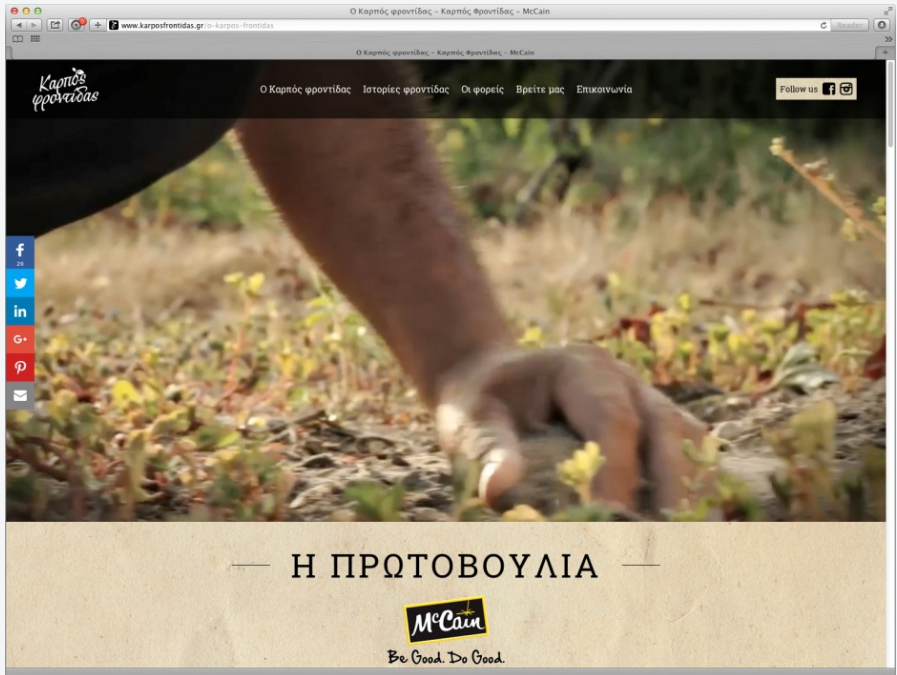 Ο Καρπός φροντίδας – Καρπός Φροντίδας – McCain
www.karposfrontidas.gr/o-karpos-frontidas
Reader
Ο Καρπός φροντίδας – Καρπός Φροντίδας – McCain
Καρπός
φροντίδας
Ο Καρπός φροντίδας Ιστορίες φροντίδας Οι φορείς Βρείτε μας Επικοινωνία
Follow us
29
Η ΠΡΩΤΟΒΟΥΛΙΑ
McCain
Be Good. Do Good.